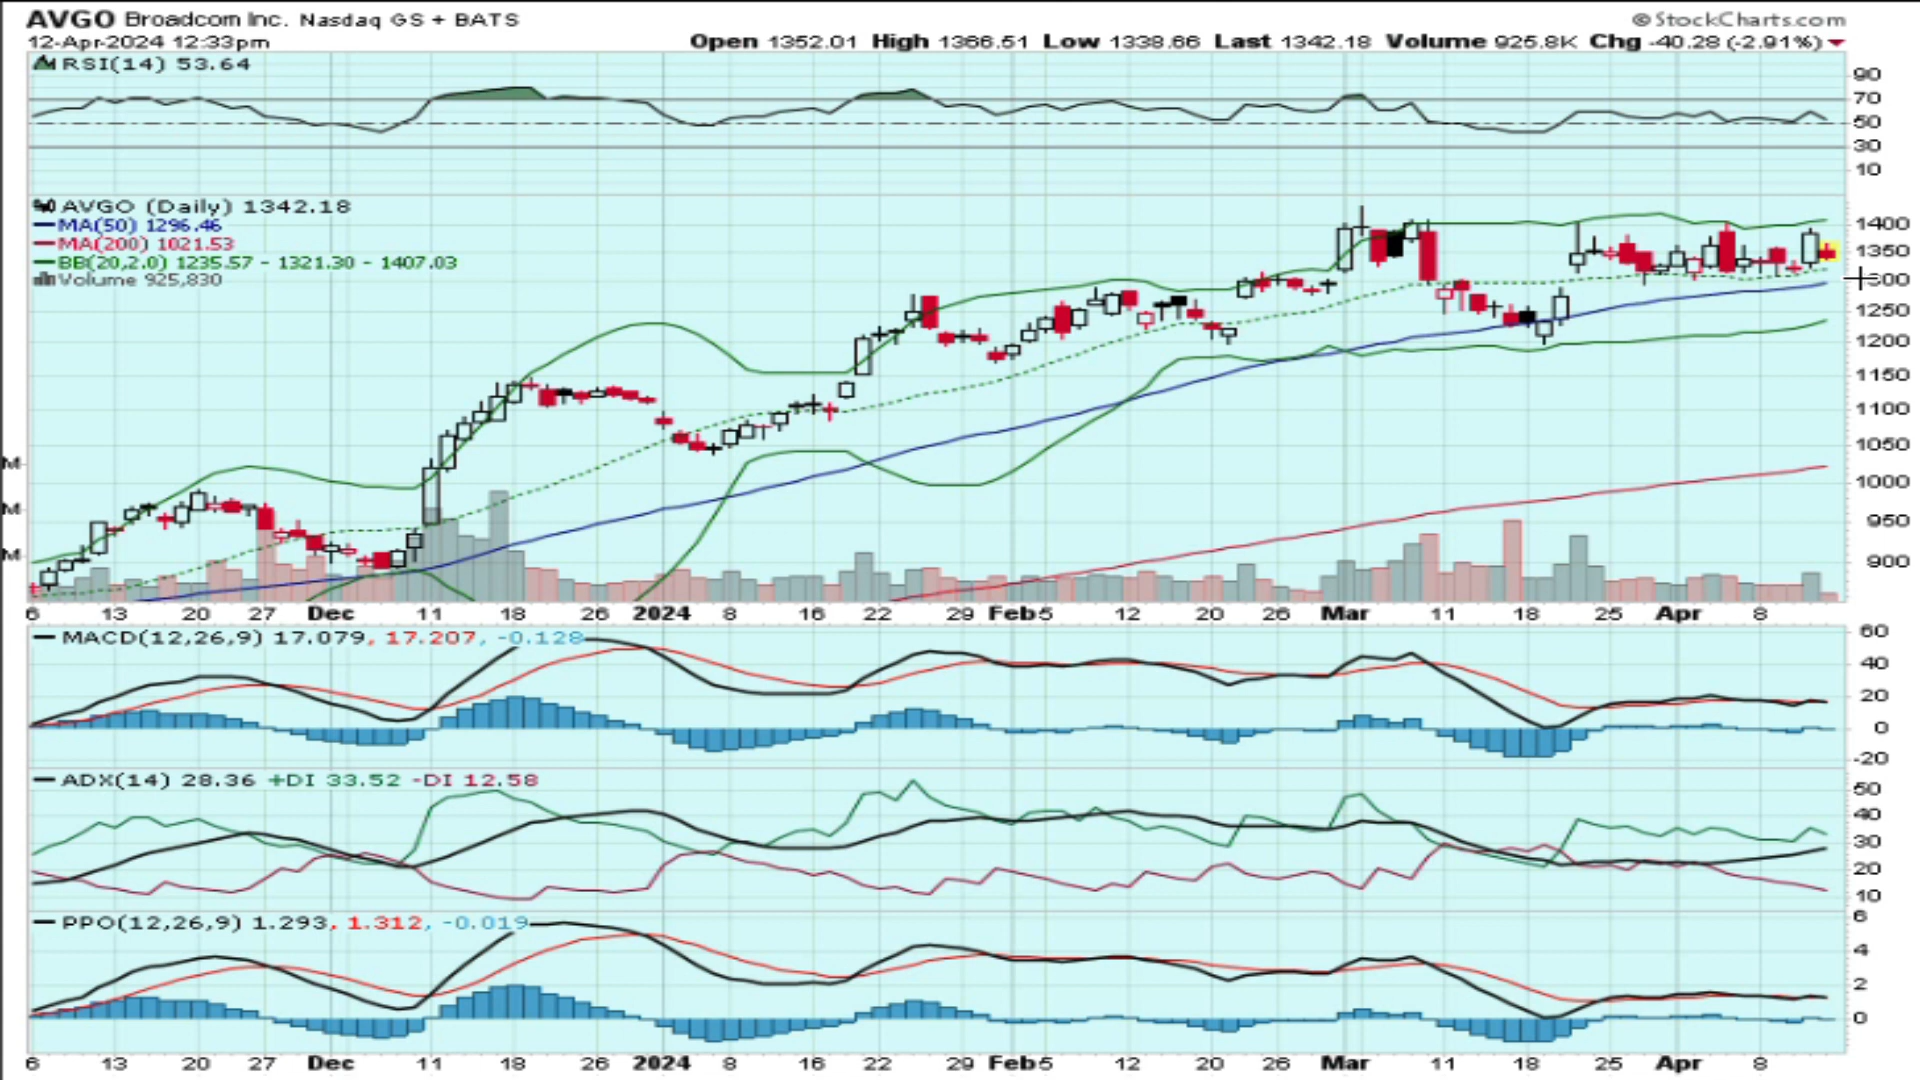 AVGO Broadcom Inc. Nasdaq GS + BATS
© StockCharts.com
12-Apr-2024 12:33pm
Open 1352.01 High 1366.51 Low 1338.66 Last 1342.18 Volume 925.8K Chg -40.28 (-2.91%)
RSI(14) 53.64
90
70
50
30
10
AVGO (Daily) 1342.18
MA(50) 1296.46
MA(200) 1021.53
BB(20,2.0) 1235.57 - 1321.30 - 1407.03
Volume 925,830
1400
1350
1300
1250
1200
1150
1100
1050
1000
950
900
M
M
M
6 13 20 27 Dec 11 18 26 2024 8 16 22 29 Feb 5 12 20 26 Mar 11 18 25 Apr 8
MACD(12,26,9) 17.079, 17.207, -0.128
60
40
20
0
-20
ADX(14) 28.36 +DI 33.52 -DI 12.58
50
40
30
20
10
PPO(12,26,9) 1.293, 1.312, -0.019
6
4
2
0
6 13 20 27 Dec 11 18 26 2024 8 16 22 29 Feb 5 12 20 26 Mar 11 18 25 Apr 8